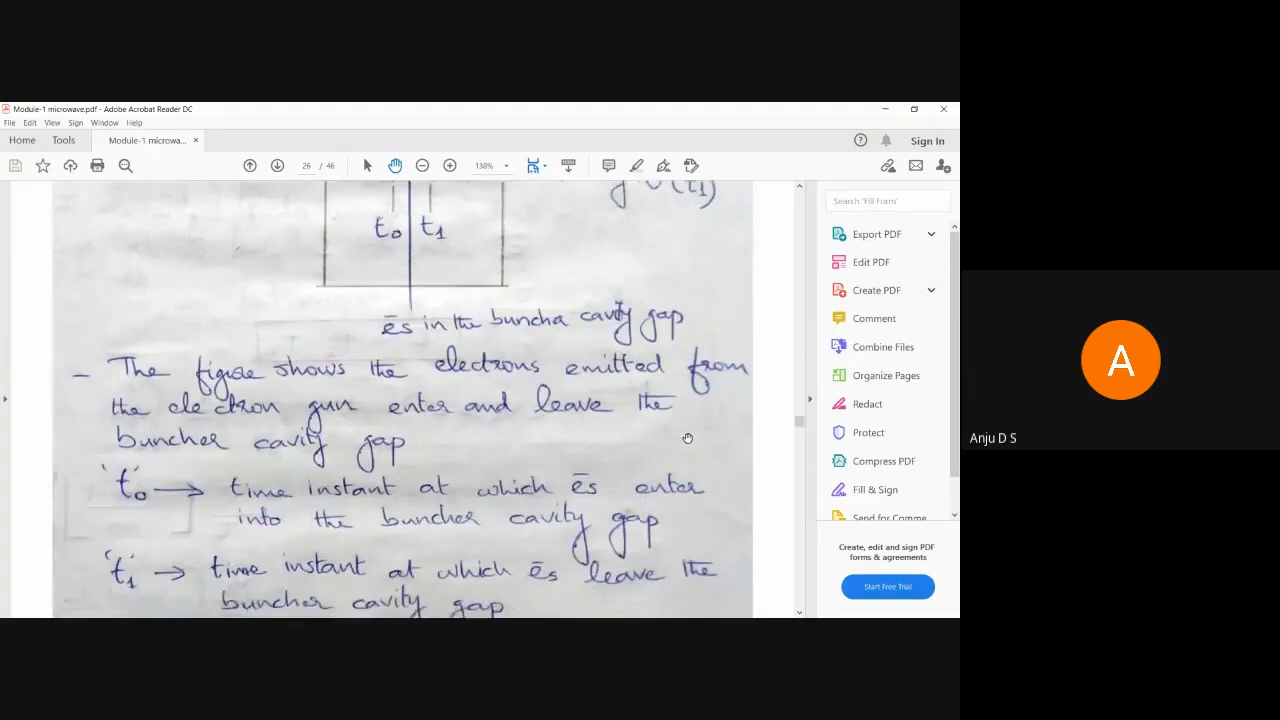 Module-1 microwave.pdf - Adobe Acrobat Reader DC
File Edit View Sign Window Help
Home Tools Module-1 microwa... × Sign In
26 / 46 138%
v(t1)
t0 t1
ēs in the buncha cavity gap
– The figure shows the electrons emitted from
the electron gun enter and leave the
buncher cavity gap
't0' → time instant at which ēs enter
into the buncher cavity gap
't1' → time instant at which ēs leave the
buncher cavity gap
Search 'Fill Form'
Export PDF
Edit PDF
Create PDF
Comment
Combine Files
Organize Pages
Redact
Protect
Compress PDF
Fill & Sign
Send for Comme
Create, edit and sign PDF
forms & agreements
Start Free Trial
A
Anju D S